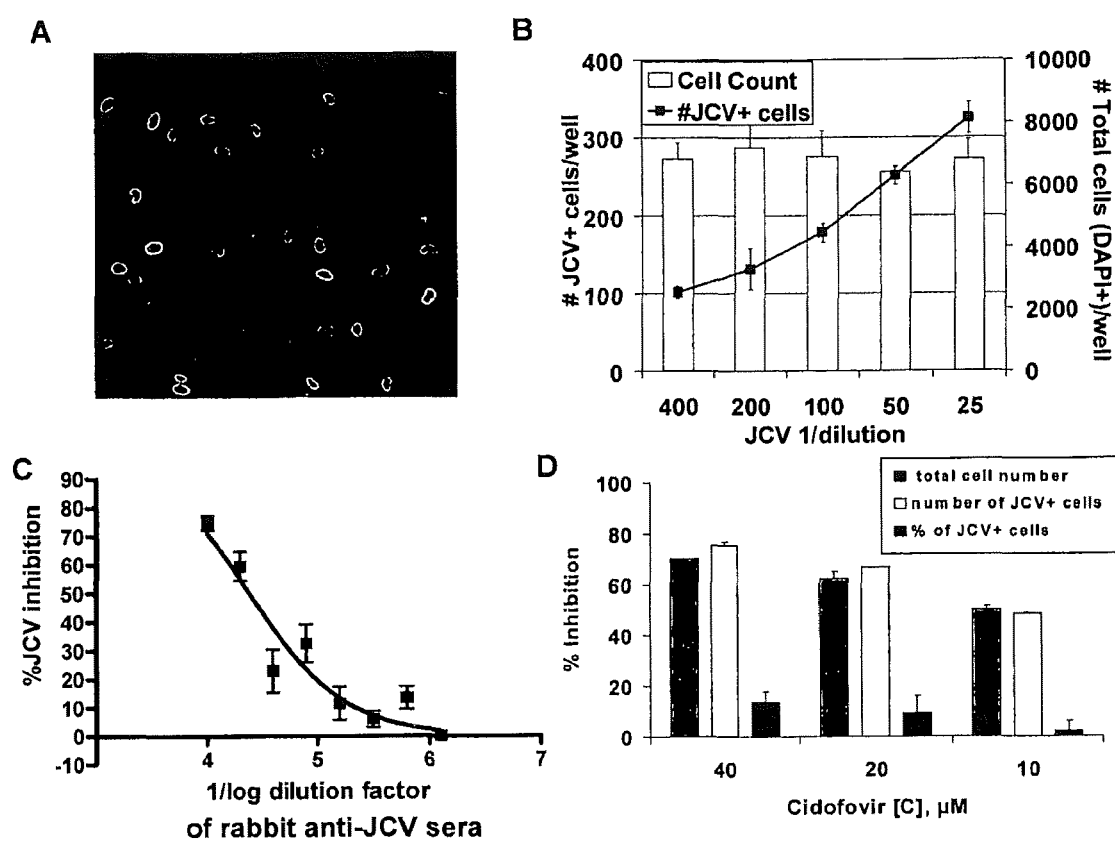 A
B
400
300
200
100
0
# JCV+ cells/well
Cell Count
#JCV+ cells
10000
8000
6000
4000
2000
0
# Total cells (DAPI+)/well
400 200 100 50 25
JCV 1/dilution
C
90
80
70
60
50
40
30
20
10
0
-10
%JCV inhibition
4 5 6 7
1/log dilution factor
of rabbit anti-JCV sera
D
100
80
60
40
20
0
% Inhibition
total cell number
number of JCV+ cells
% of JCV+ cells
40 20 10
Cidofovir [C], µM